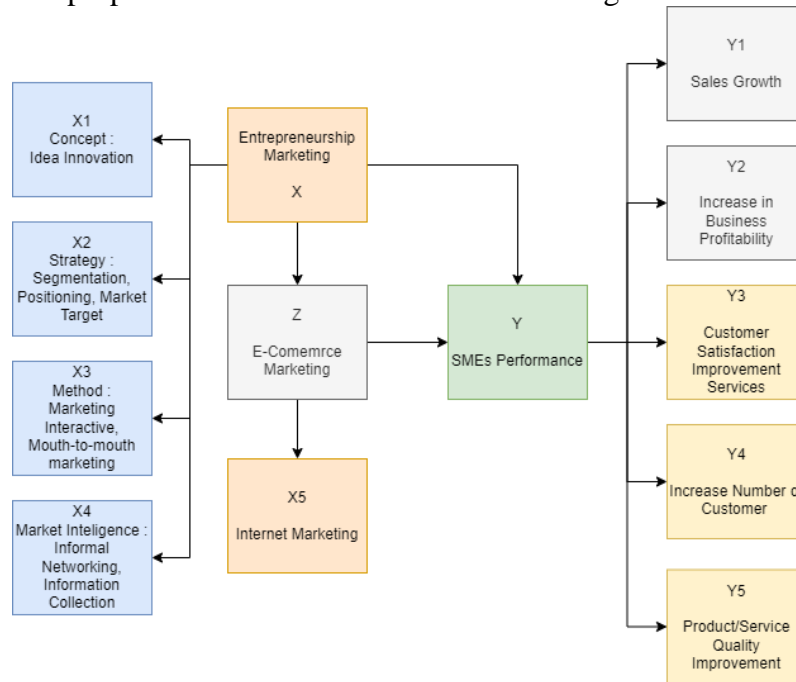 X1
Concept :
Idea Innovation
X2
Strategy :
Segmentation,
Positioning, Market
Target
X3
Method :
Marketing
Interactive,
Mouth-to-mouth
marketing
X4
Market Inteligence :
Informal
Networking,
Information
Collection
Entrepreneurship
Marketing
X
Z
E-Comemrce
Marketing
X5
Internet Marketing
Y
SMEs Performance
Y1
Sales Growth
Y2
Increase in
Business
Profitability
Y3
Customer
Satisfaction
Improvement
Services
Y4
Increase Number
Customer
Y5
Product/Service
Quality
Improvement